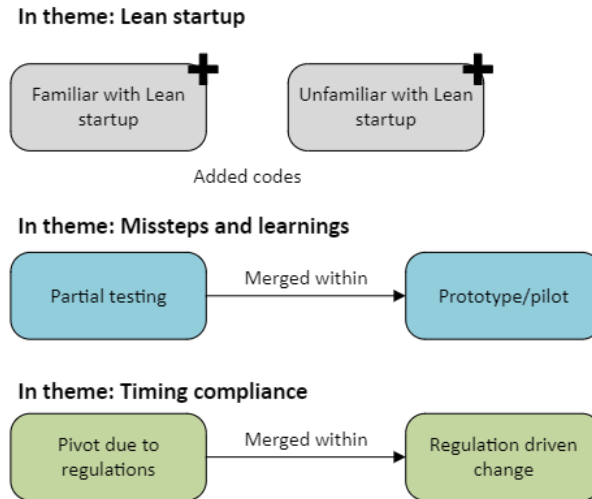 In theme: Lean startup
Familiar with Lean
startup
Unfamiliar with Lean
startup
Added codes
In theme: Missteps and learnings
Partial testing
Merged within
Prototype/pilot
In theme: Timing compliance
Pivot due to
regulations
Merged within
Regulation driven
change